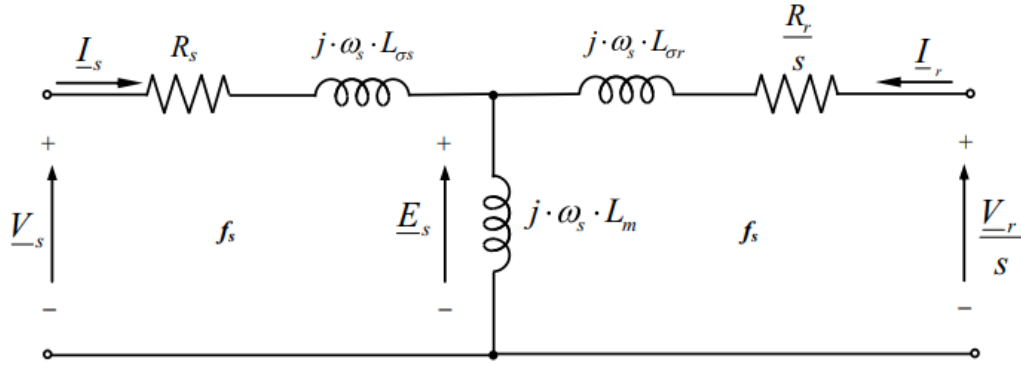 I_s
R_s
j·ω_s·L_σs
j·ω_s·L_σr
R_r
s
I_r
+
+
+
V_s
f_s
E_s
j·ω_s·L_m
f_s
V_r
s
−
−
−